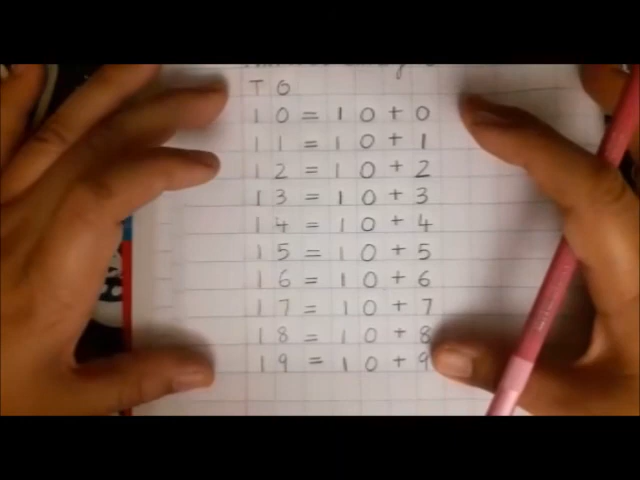 T O
10 = 10 + 0
11 = 10 + 1
12 = 10 + 2
13 = 10 + 3
14 = 10 + 4
15 = 10 + 5
16 = 10 + 6
17 = 10 + 7
18 = 10 + 8
19 = 10 + 9